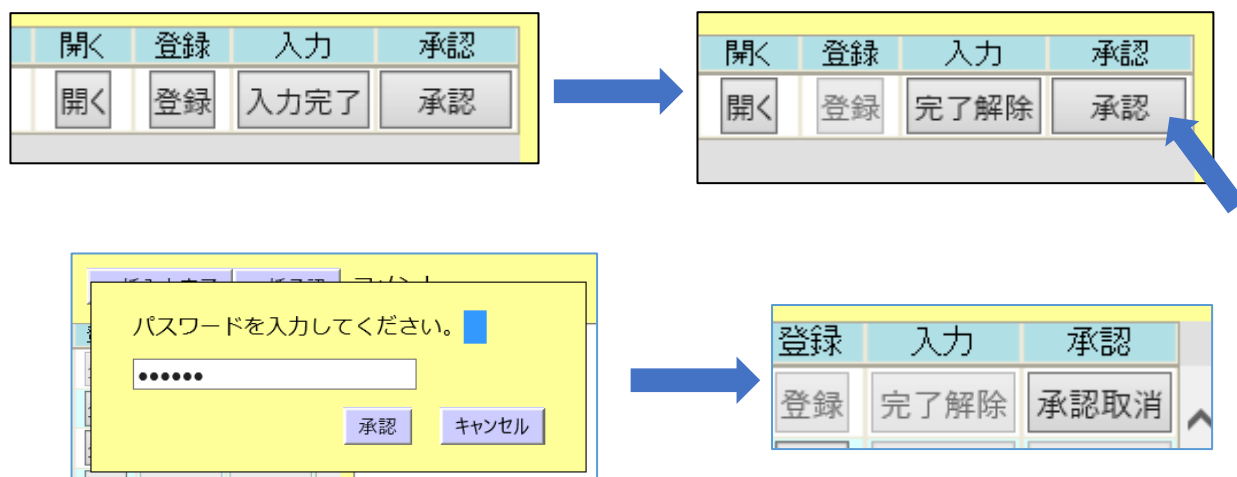 開く 登録 入力 承認
開く 登録 入力完了 承認
開く 登録 入力 承認
開く 登録 完了解除 承認
パスワードを入力してください。
••••••
承認 キャンセル
登録 入力 承認
登録 完了解除 承認取消